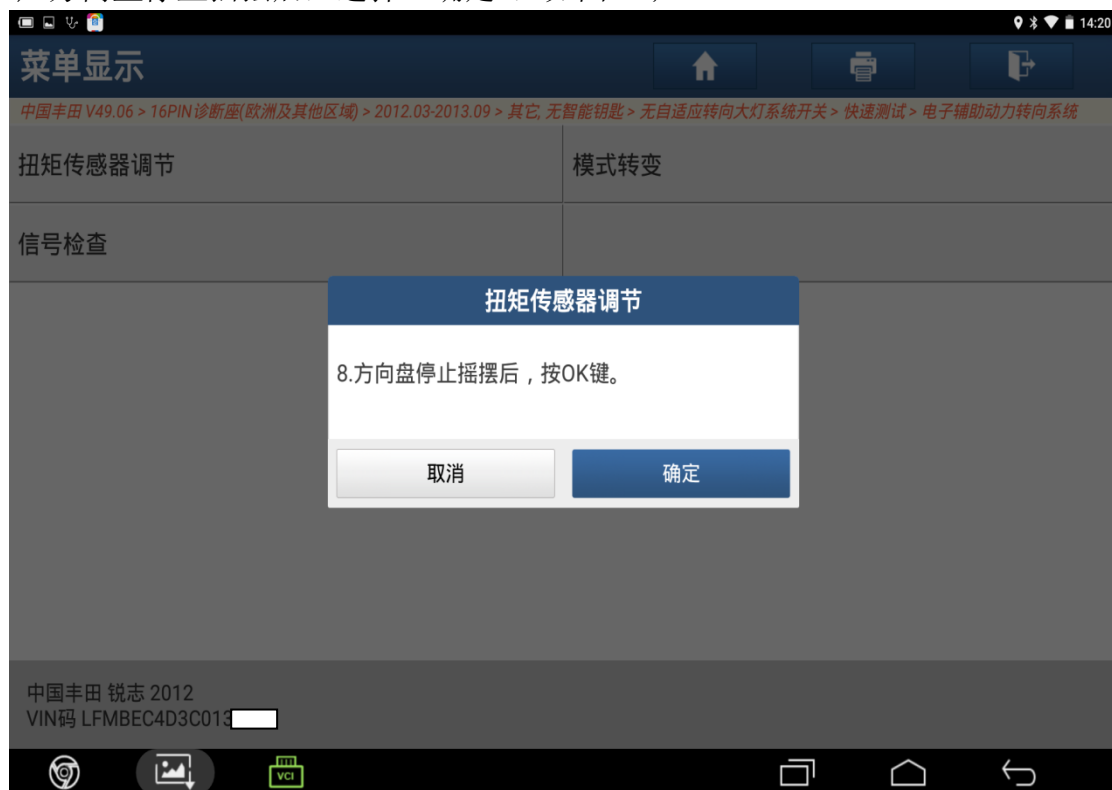 14:20
菜单显示
中国丰田 V49.06 > 16PIN诊断座(欧洲及其他区域) > 2012.03-2013.09 > 其它, 无智能钥匙 > 无自适应转向大灯系统开关 > 快速测试 > 电子辅助动力转向系统
扭矩传感器调节
模式转变
信号检查
扭矩传感器调节
8.方向盘停止摇摆后，按OK键。
取消
确定
中国丰田 锐志 2012
VIN码 LFMBEC4D3C013
VCI